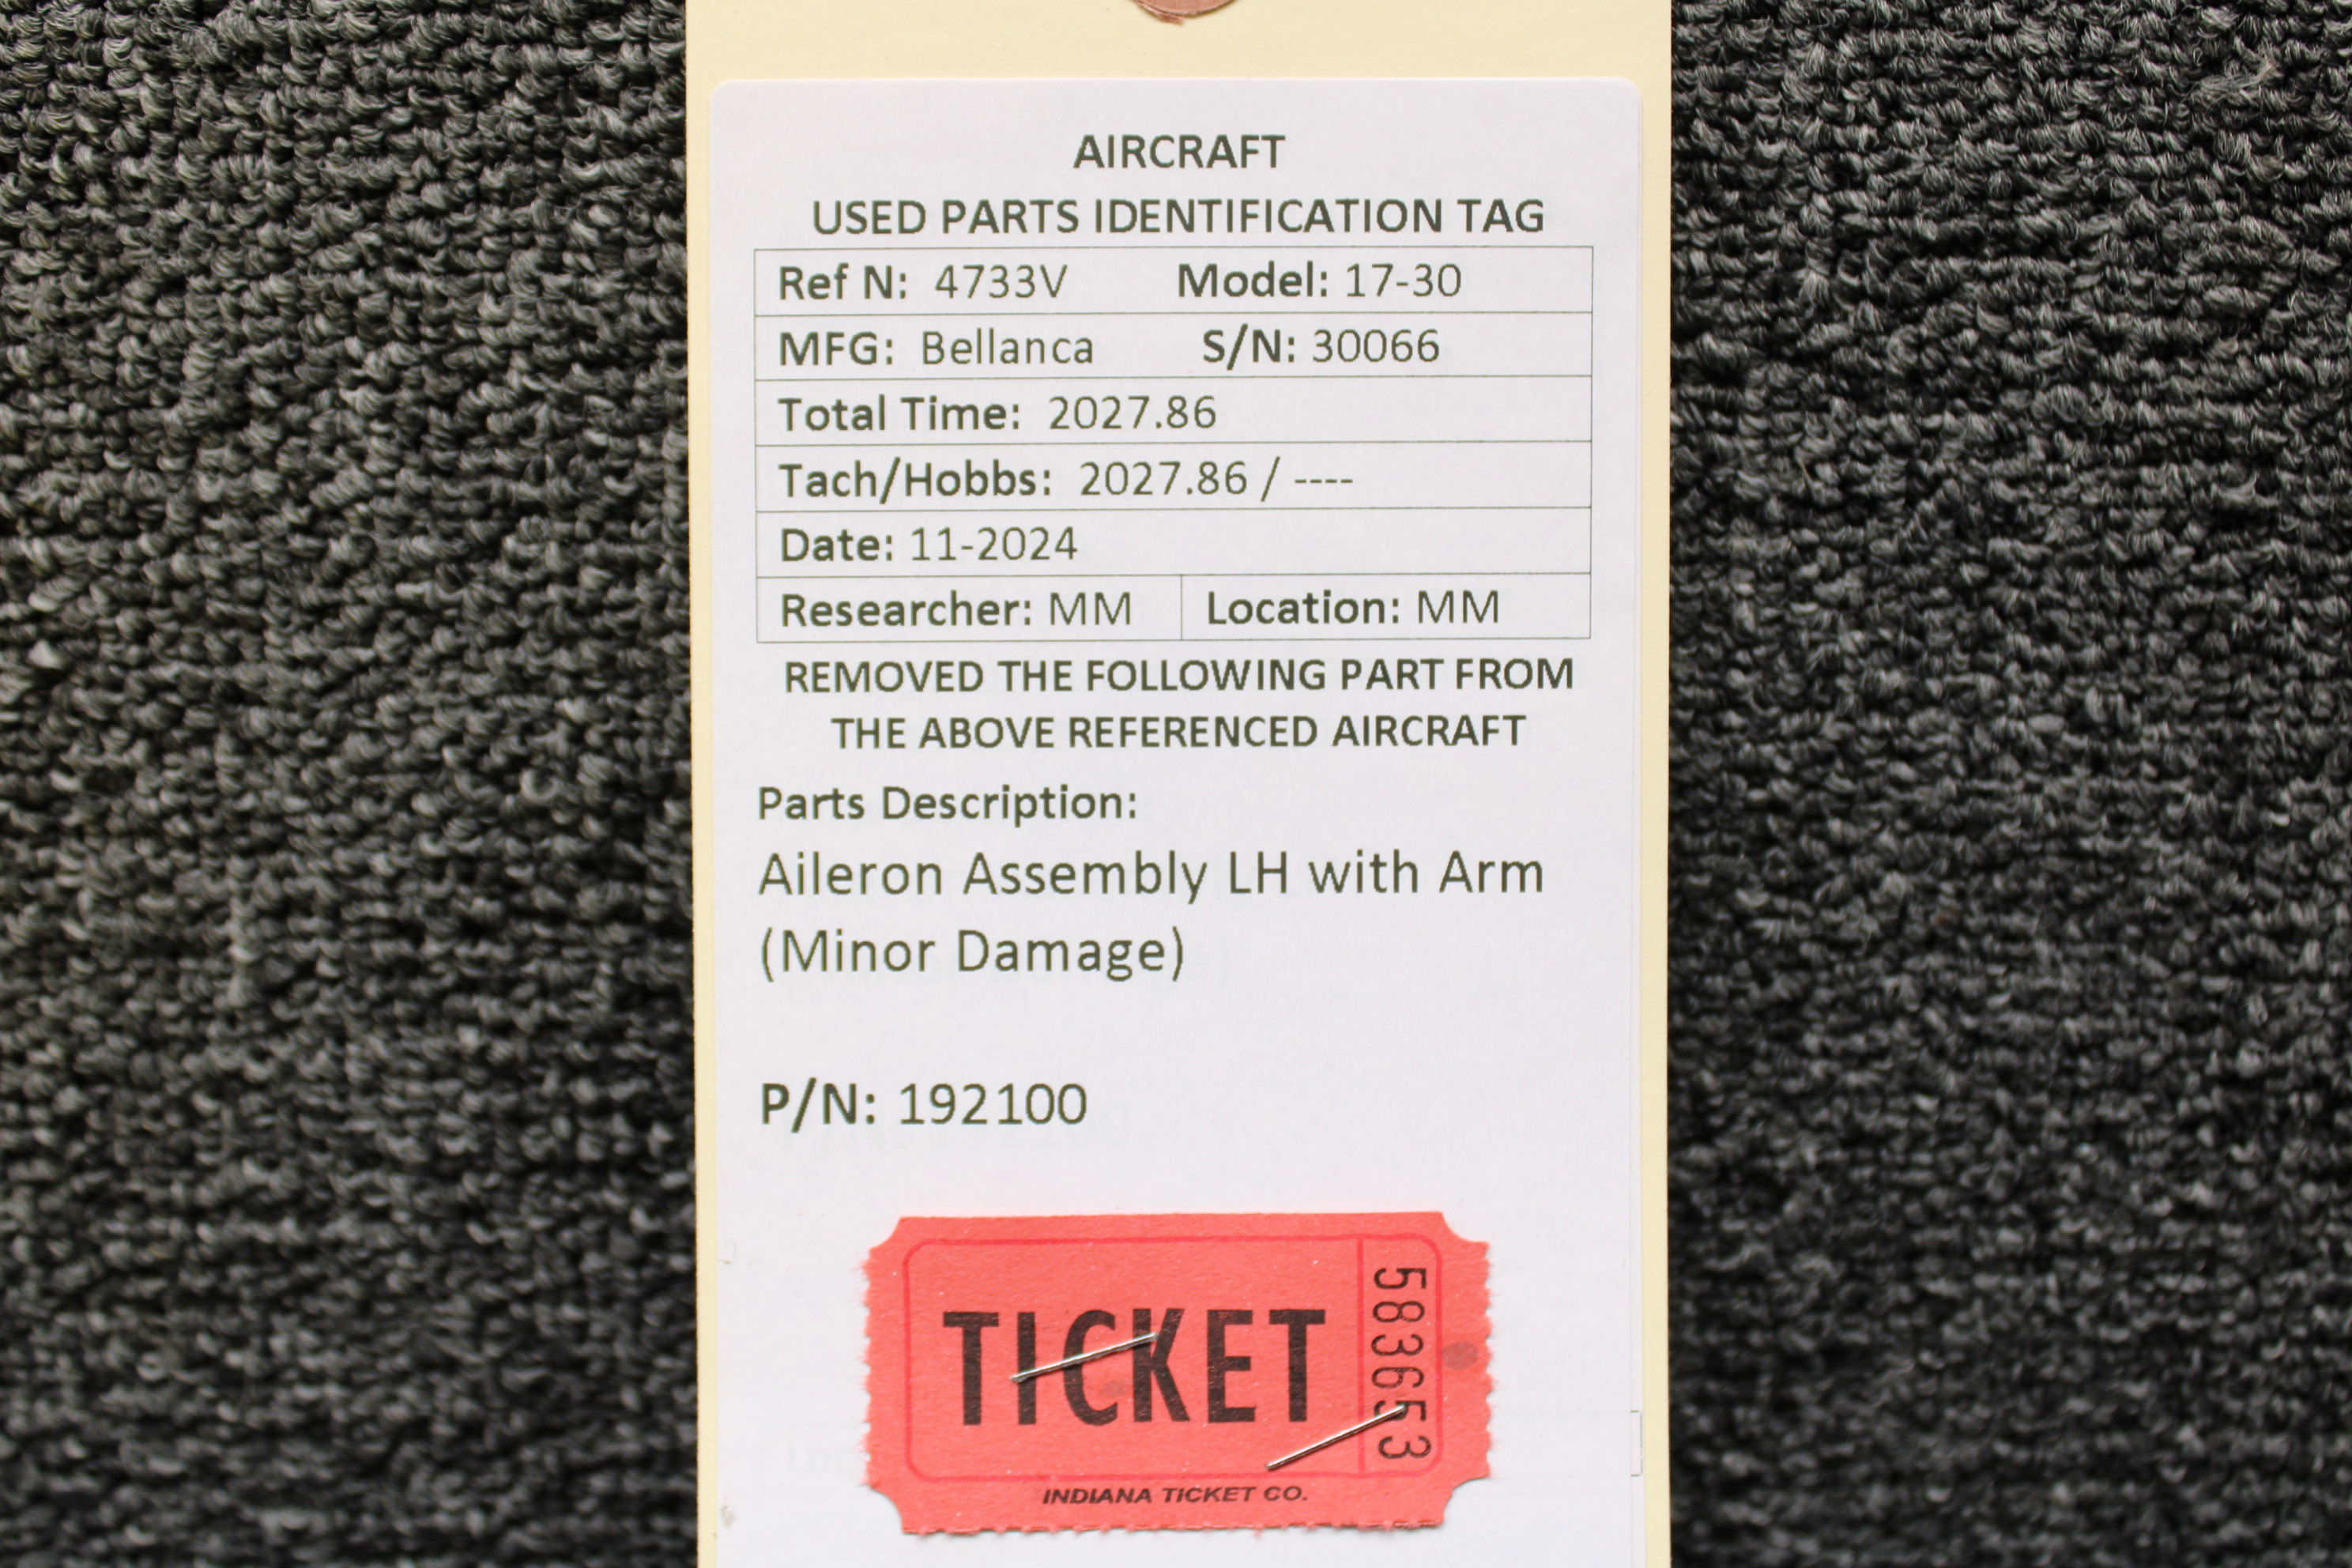 AIRCRAFT
USED PARTS IDENTIFICATION TAG
Ref N: 4733V Model: 17-30
MFG: Bellanca S/N: 30066
Total Time: 2027.86
Tach/Hobbs: 2027.86 / ----
Date: 11-2024
Researcher: MM Location: MM
REMOVED THE FOLLOWING PART FROM
THE ABOVE REFERENCED AIRCRAFT
Parts Description:
Aileron Assembly LH with Arm
(Minor Damage)
P/N: 192100
TICKET
583653
INDIANA TICKET CO.